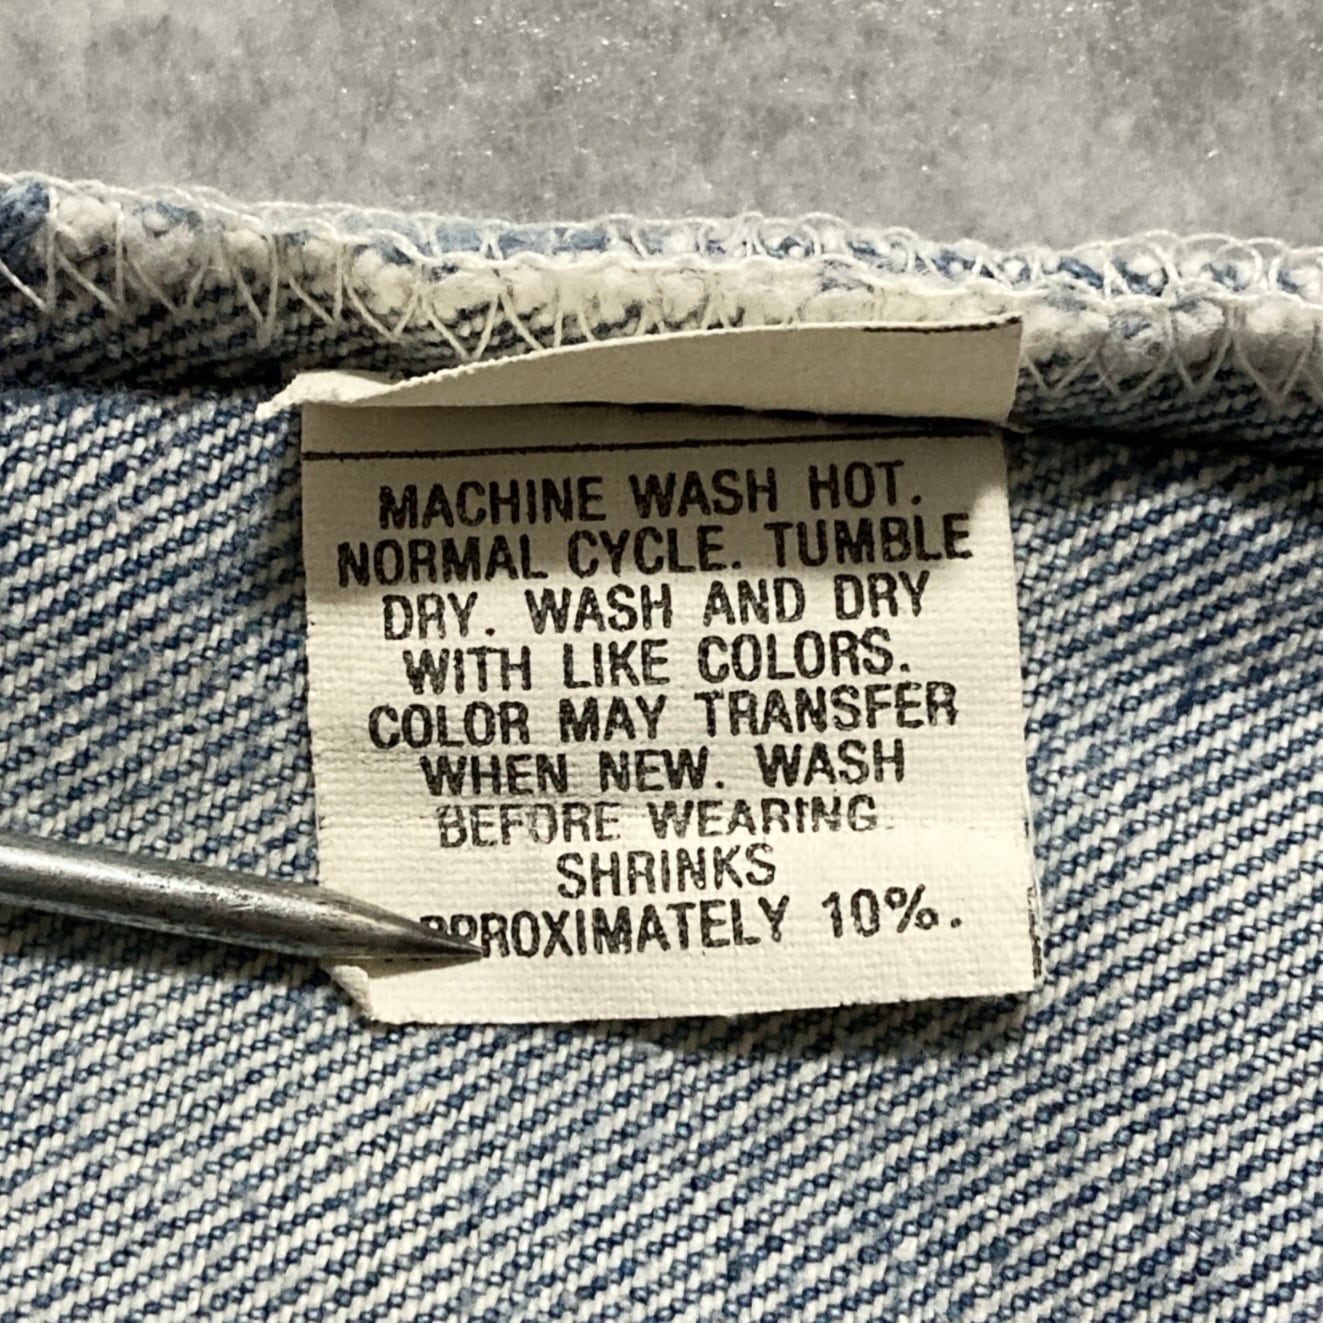 MACHINE WASH HOT.
NORMAL CYCLE. TUMBLE
DRY. WASH AND DRY
WITH LIKE COLORS.
COLOR MAY TRANSFER
WHEN NEW. WASH
BEFORE WEARING.
SHRINKS
APPROXIMATELY 10%.